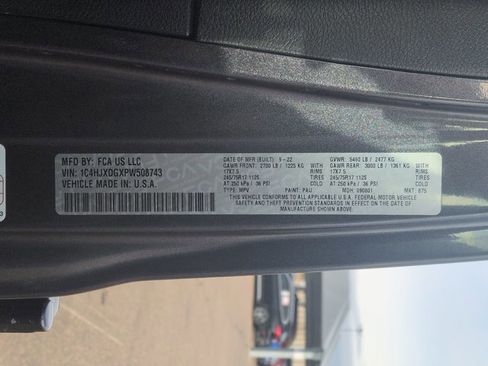 MFD BY: FCA US LLC
VIN: 1C4HJXDGXPW508743
VEHICLE MADE IN: U.S.A.
DATE OF MFR (BUILT): 9-22
GAWR FRONT: 2700 LB / 1225 KG
17X7.5 RIMS
245/75R17 112S TIRES
AT 250 kPa / 36 PSI COLD
GVWR: 5460 LB / 2477 KG
GAWR REAR: 3000 LB / 1361 KG WITH
17X7.5 RIMS
245/75R17 112S TIRES
AT 250 kPa / 36 PSI COLD
THIS VEHICLE CONFORMS TO ALL APPLICABLE U.S.A. FEDERAL MOTOR VEHICLE
SAFETY AND THEFT PREVENTION STANDARDS IN EFFECT ON THE DATE OF
MANUFACTURE SHOWN ABOVE.
TYPE: MPV PAINT: PAU MDH: 090801 MKT: 875